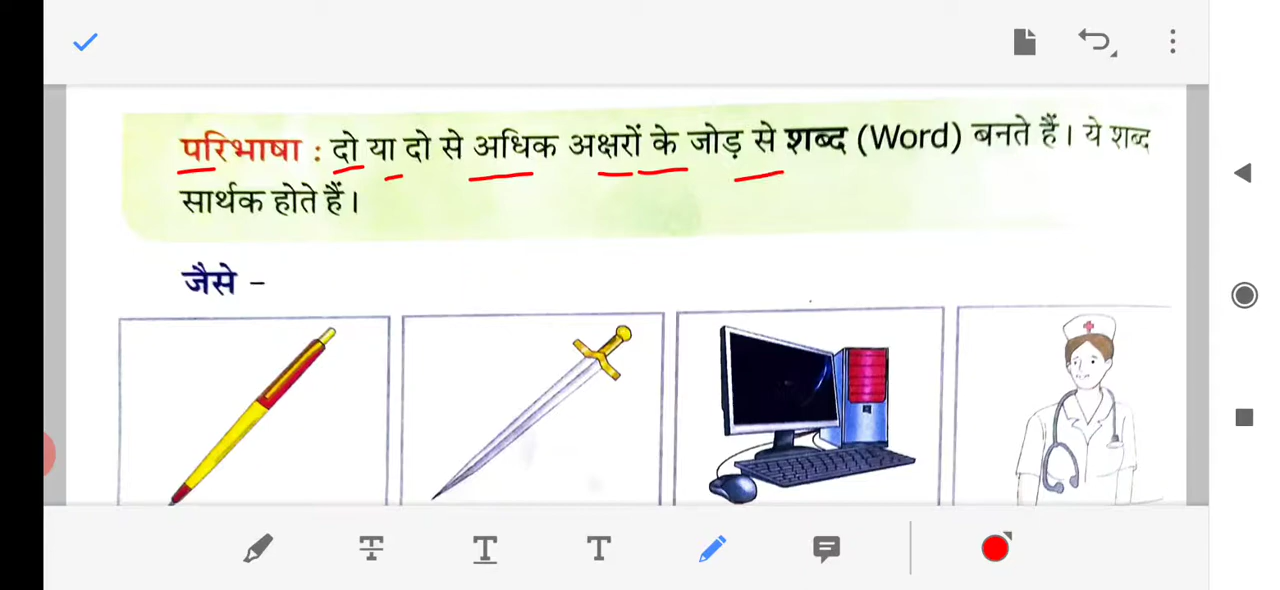 परिभाषा : दो या दो से अधिक अक्षरों के जोड़ से शब्द (Word) बनते हैं। ये शब्द
सार्थक होते हैं।
जैसे –